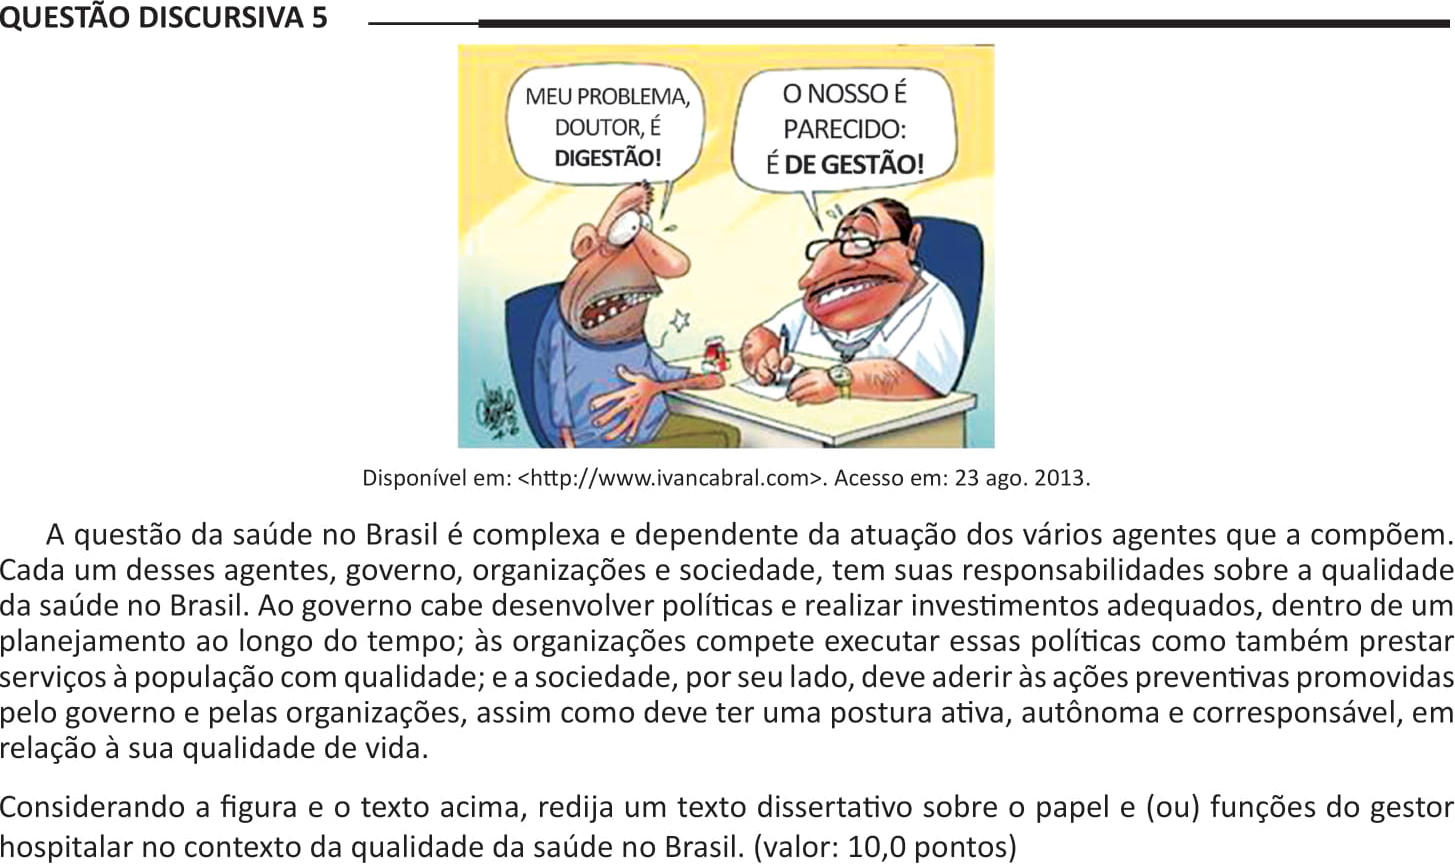 QUESTÃO DISCURSIVA 5
MEU PROBLEMA,
DOUTOR, É
DIGESTÃO!
O NOSSO É
PARECIDO:
É DE GESTÃO!
Disponível em: <http://www.ivancabral.com>. Acesso em: 23 ago. 2013.
A questão da saúde no Brasil é complexa e dependente da atuação dos vários agentes que a compõem.
Cada um desses agentes, governo, organizações e sociedade, tem suas responsabilidades sobre a qualidade
da saúde no Brasil. Ao governo cabe desenvolver políticas e realizar investimentos adequados, dentro de um
planejamento ao longo do tempo; às organizações compete executar essas políticas como também prestar
serviços à população com qualidade; e a sociedade, por seu lado, deve aderir às ações preventivas promovidas
pelo governo e pelas organizações, assim como deve ter uma postura ativa, autônoma e corresponsável, em
relação à sua qualidade de vida.
Considerando a figura e o texto acima, redija um texto dissertativo sobre o papel e (ou) funções do gestor
hospitalar no contexto da qualidade da saúde no Brasil. (valor: 10,0 pontos)